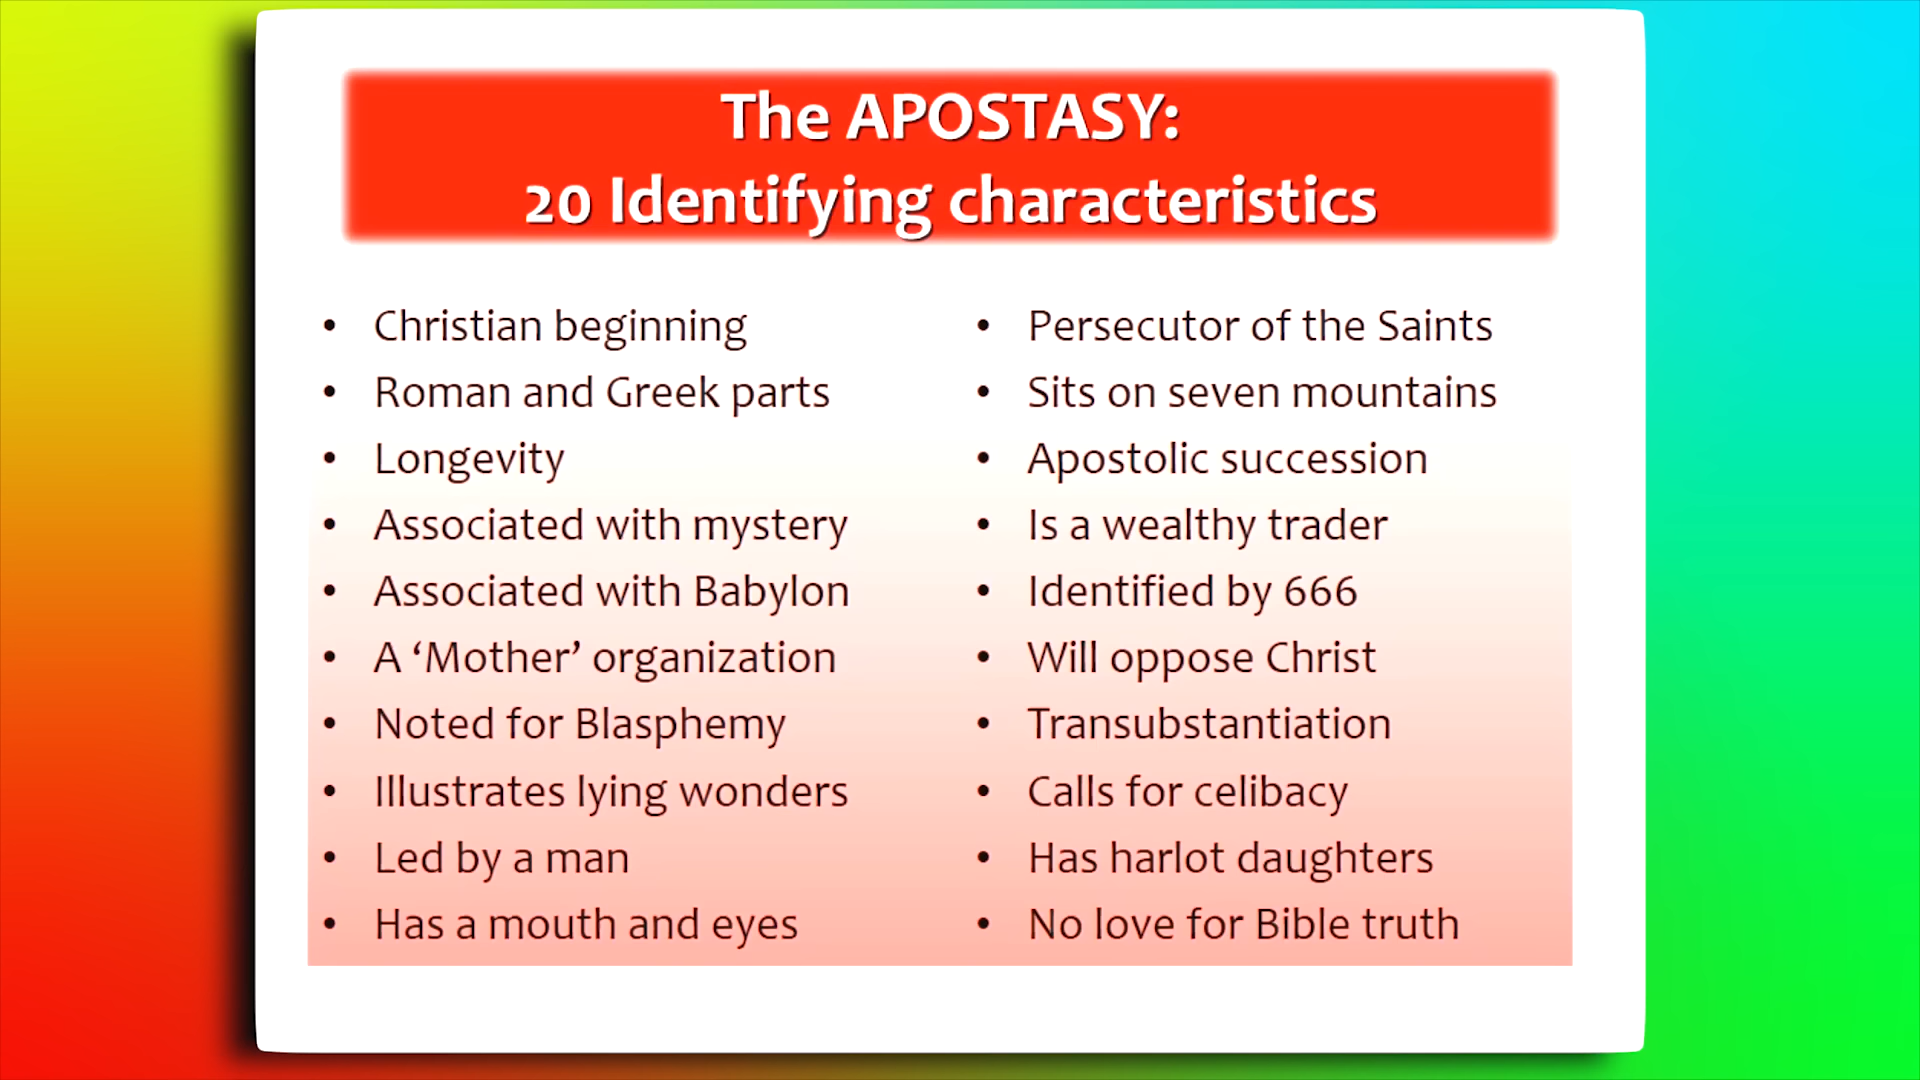 The APOSTASY:
20 Identifying characteristics
• Christian beginning
• Roman and Greek parts
• Longevity
• Associated with mystery
• Associated with Babylon
• A ‘Mother’ organization
• Noted for Blasphemy
• Illustrates lying wonders
• Led by a man
• Has a mouth and eyes
• Persecutor of the Saints
• Sits on seven mountains
• Apostolic succession
• Is a wealthy trader
• Identified by 666
• Will oppose Christ
• Transubstantiation
• Calls for celibacy
• Has harlot daughters
• No love for Bible truth